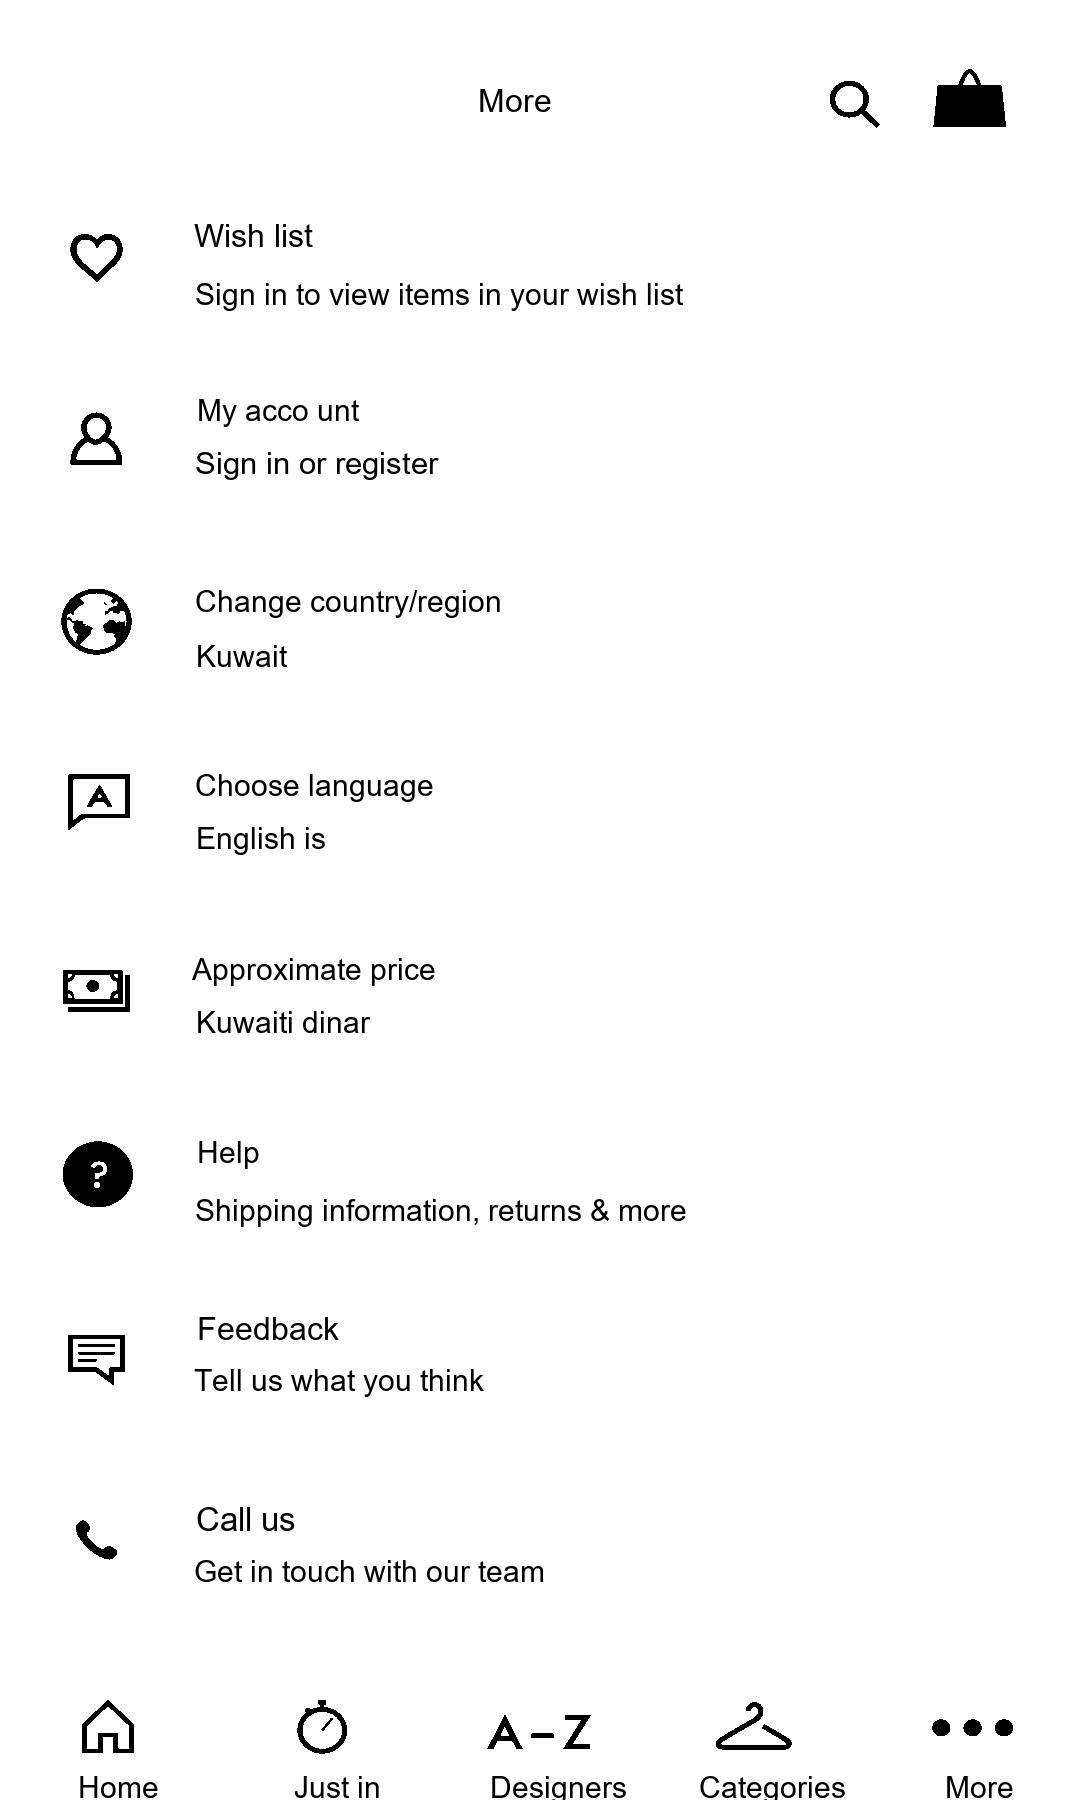 More
Wish list
Sign in to view items in your wish list
My acco unt
Sign in or register
Change country/region
Kuwait
A
Choose language
English is
Approximate price
Kuwaiti dinar
?
Help
Shipping information, returns & more
Feedback
Tell us what you think
Call us
Get in touch with our team
A–Z
Home Just in Designers Categories More